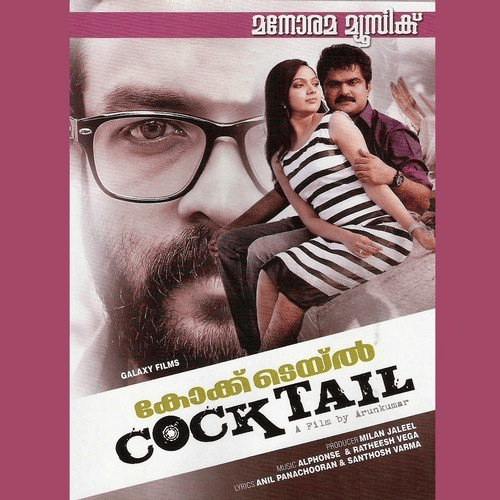 മനോരമ മ്യൂസിക്
GALAXY FILMS
കോക്ക് ടെയ്ൽ
COCKTAIL
A Film by Arunkumar
PRODUCER MILAN JALEEL
MUSIC ALPHONSE & RATHEESH VEGA
LYRICS ANIL PANACHOORAN & SANTHOSH VARMA